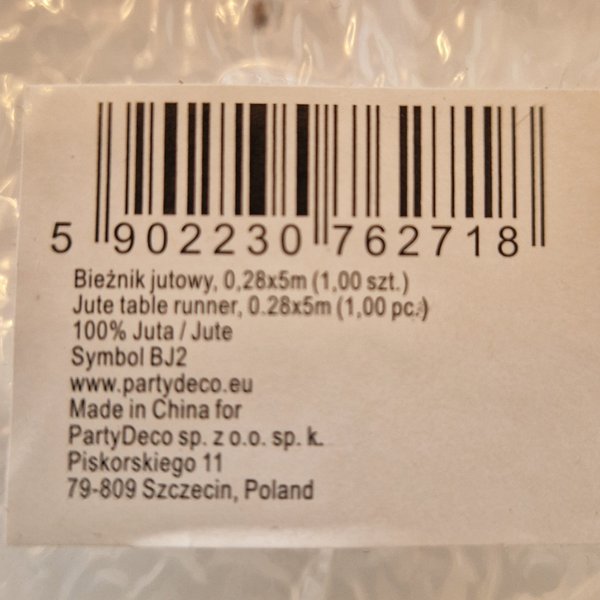 5 902230 762718
Bieżnik jutowy, 0,28x5m (1,00 szt.)
Jute table runner, 0.28x5m (1,00 pc.)
100% Juta / Jute
Symbol BJ2
www.partydeco.eu
Made in China for
PartyDeco sp. z o.o. sp. k.
Piskorskiego 11
79-809 Szczecin, Poland